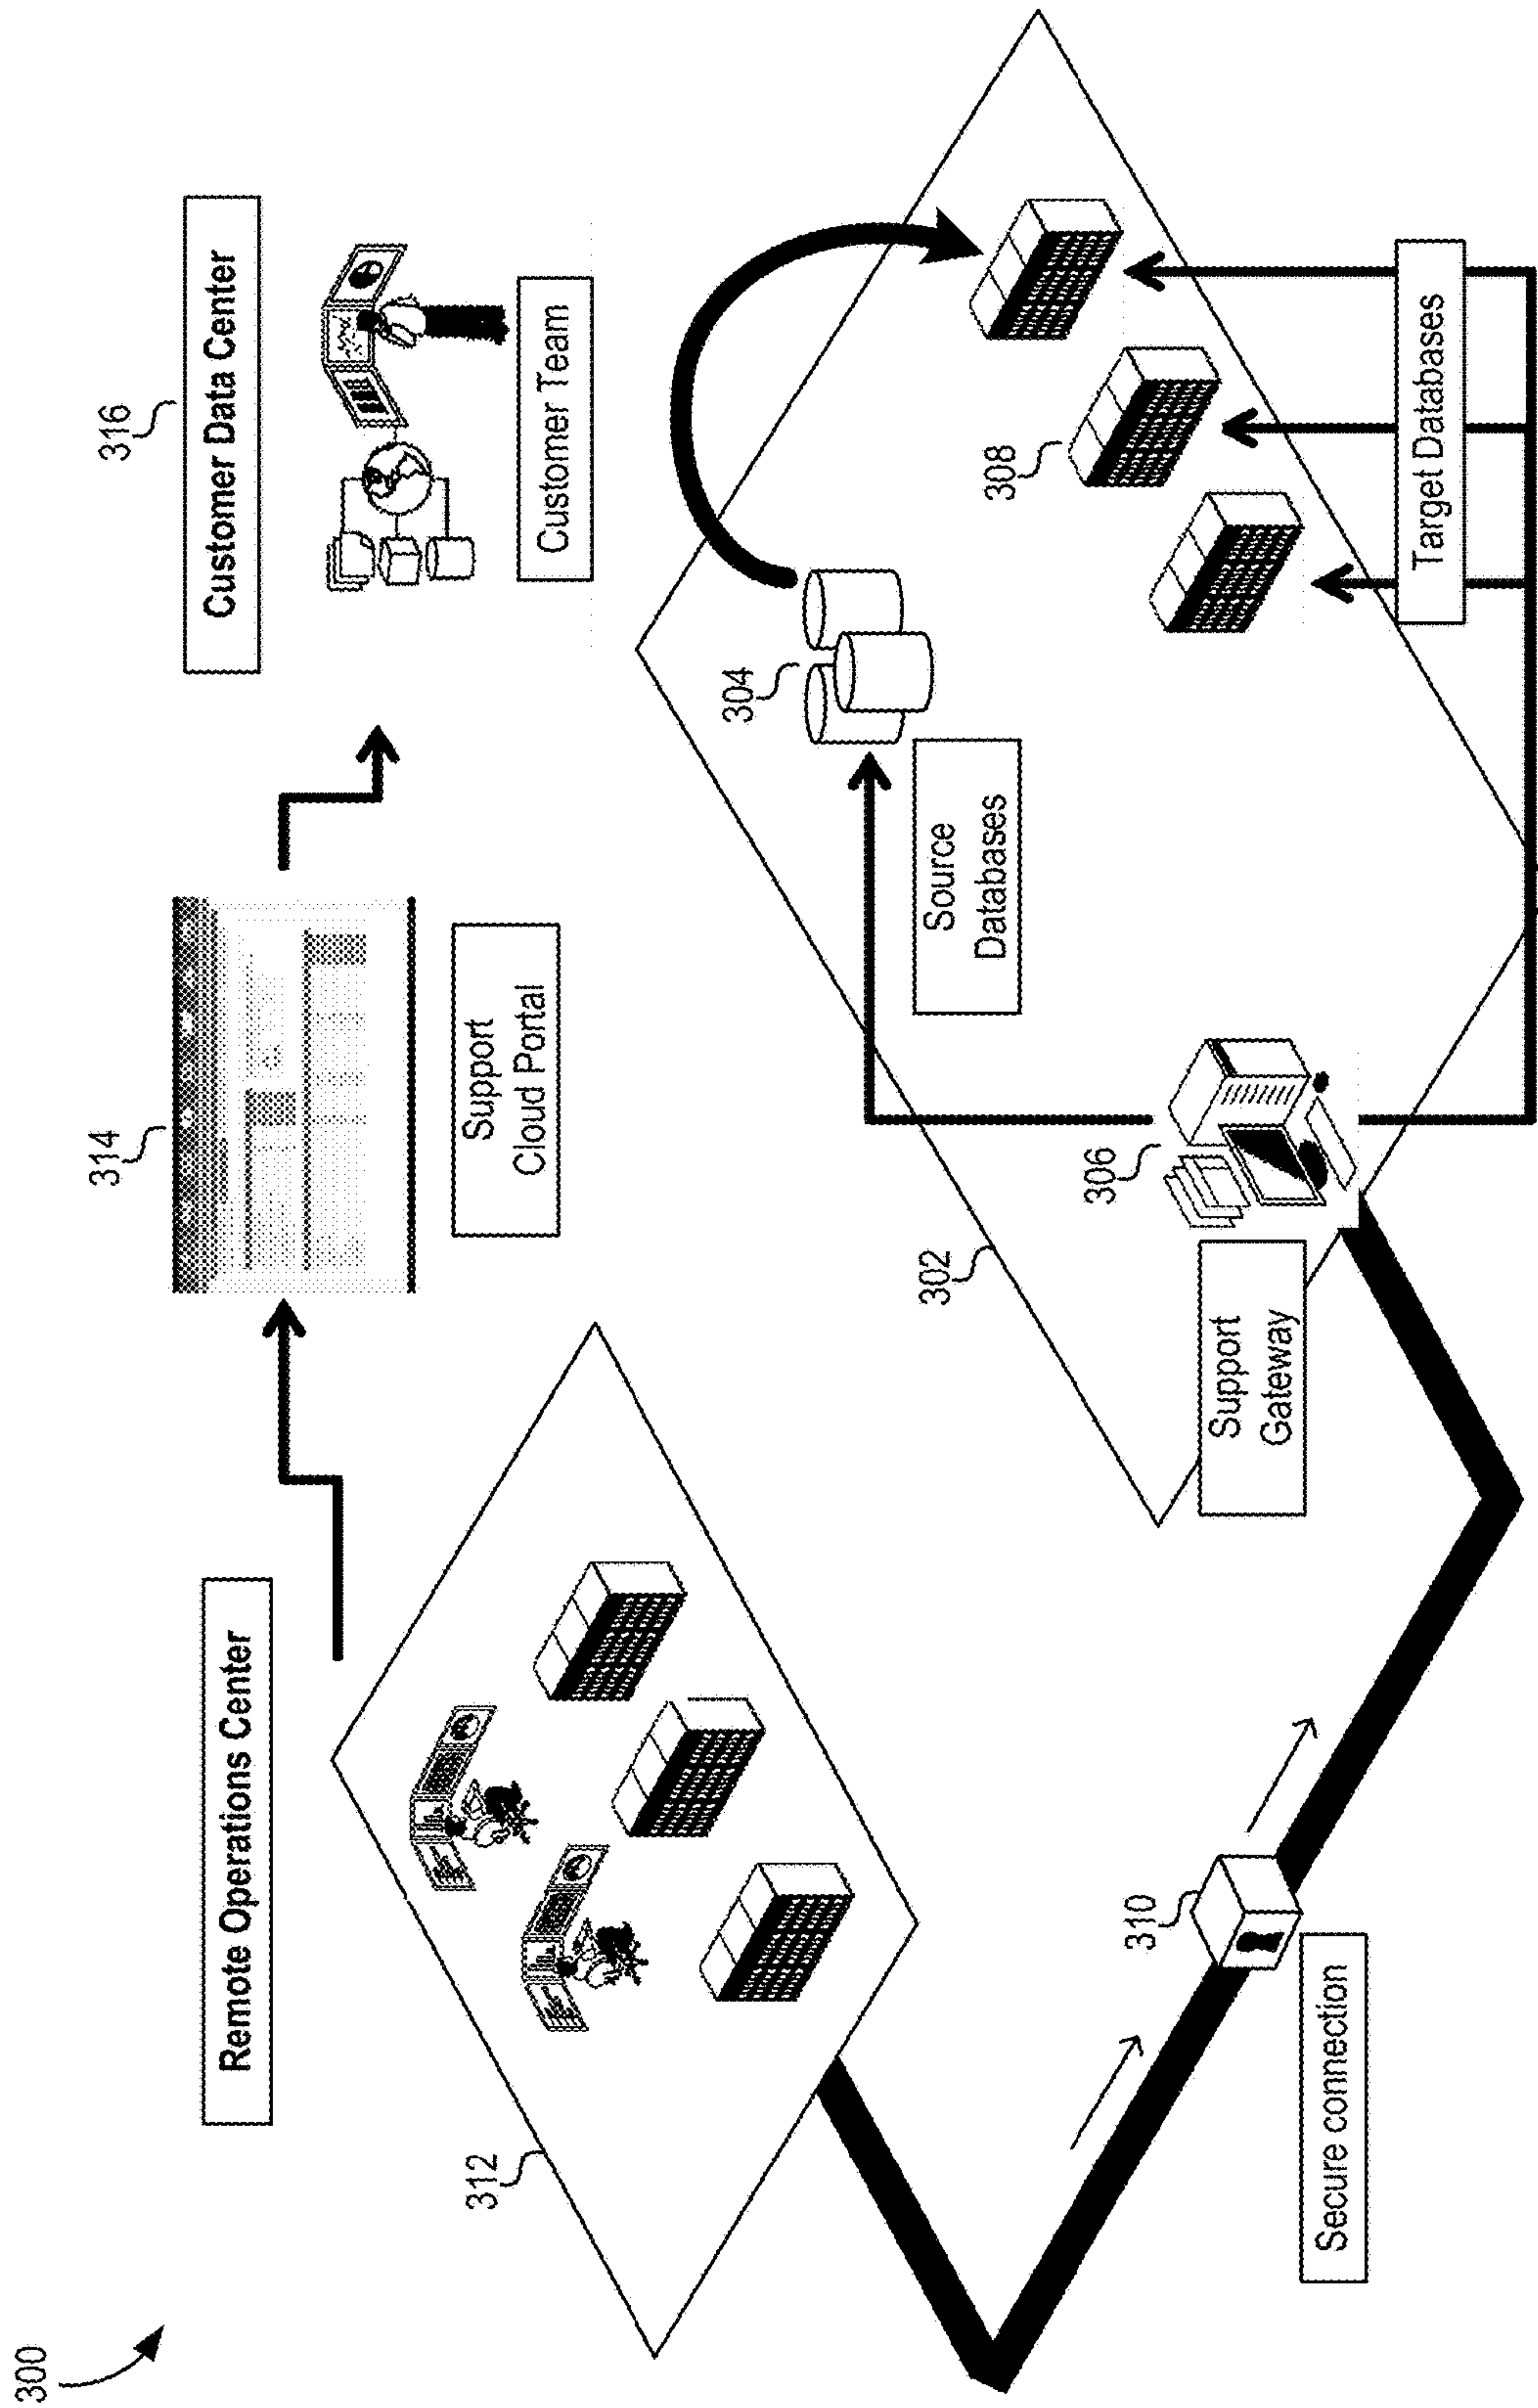 300
Remote Operations Center
314
316
Customer Data Center
Support
Cloud Portal
Customer Team
312
304
Source
Databases
302
306
308
Support
Gateway
310
Secure connection
Target Databases